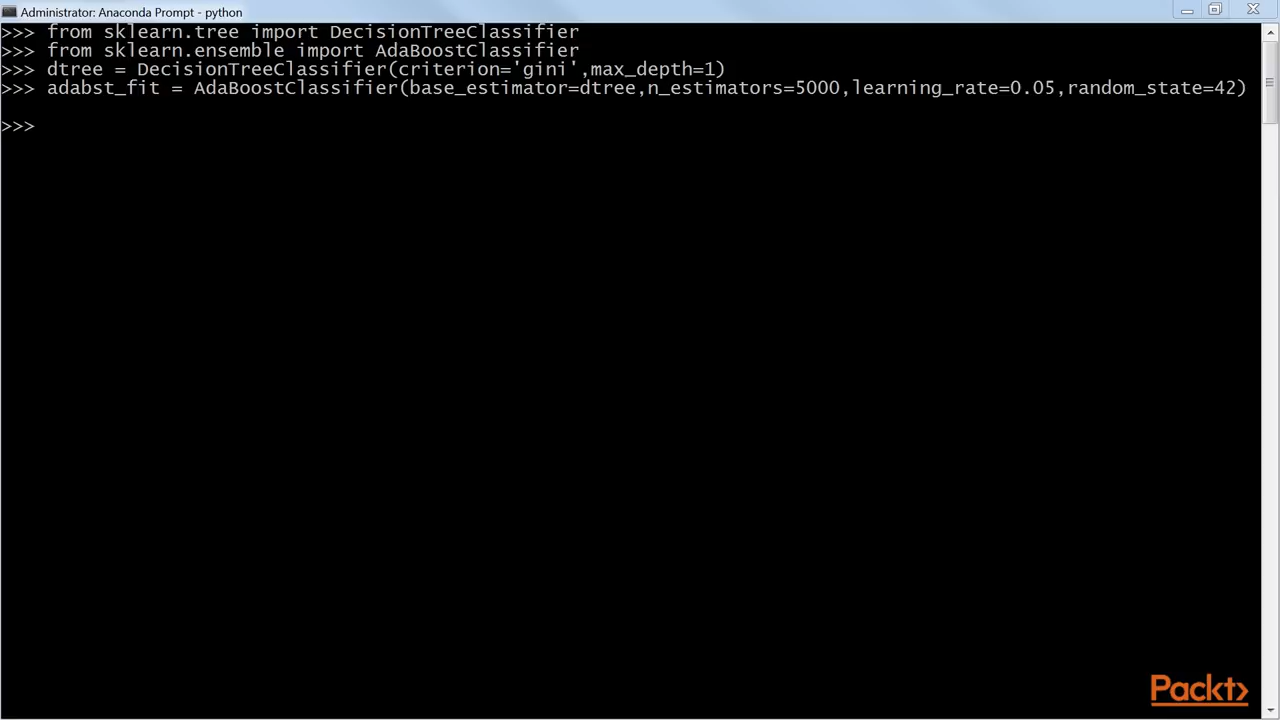 Administrator: Anaconda Prompt - python
>>> from sklearn.tree import DecisionTreeClassifier
>>> from sklearn.ensemble import AdaBoostClassifier
>>> dtree = DecisionTreeClassifier(criterion='gini',max_depth=1)
>>> adabst_fit = AdaBoostClassifier(base_estimator=dtree,n_estimators=5000,learning_rate=0.05,random_state=42)
>>>
Packt>